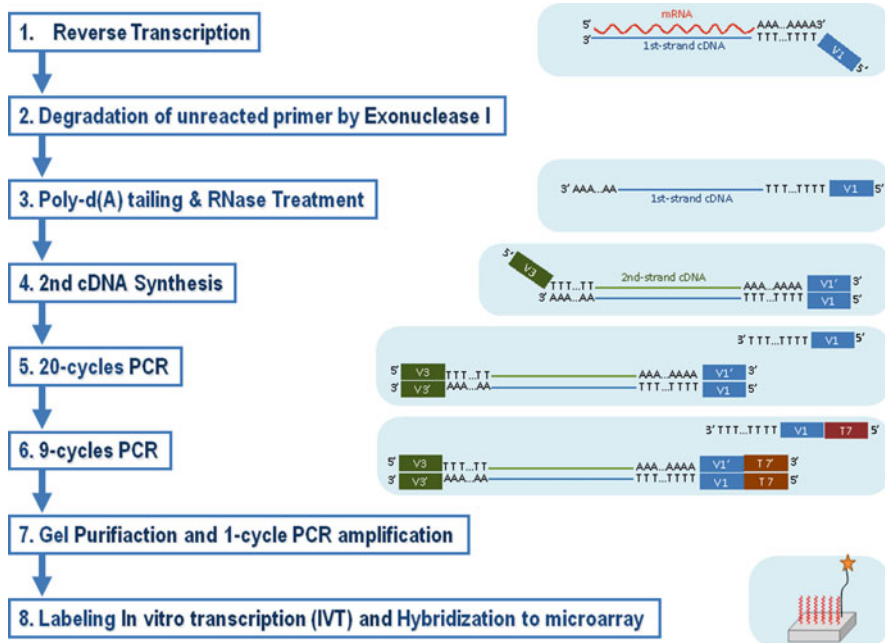 1. Reverse Transcription
5' mRNA AAA...AAAA3'
3' 1st-strand cDNA TTT...TTTT
V1
5'
2. Degradation of unreacted primer by Exonuclease I
3. Poly-d(A) tailing & RNase Treatment
3' AAA...AA TTT...TTTT V1 5'
1st-strand cDNA
4. 2nd cDNA Synthesis
5'
V3
TTT...TT 2nd-strand cDNA AAA...AAAA V1' 3'
3' AAA...AA TTT...TTTT V1 5'
5. 20-cycles PCR
3' TTT...TTTT V1 5'
5' V3 TTT...TT AAA...AAAA V1' 3'
3' V3' AAA...AA TTT...TTTT V1 5'
6. 9-cycles PCR
3' TTT...TTTT V1 T7 5'
5' V3 TTT...TT AAA...AAAA V1' T7' 3'
3' V3' AAA...AA TTT...TTTT V1 T7 5'
7. Gel Purifiaction and 1-cycle PCR amplification
8. Labeling In vitro transcription (IVT) and Hybridization to microarray